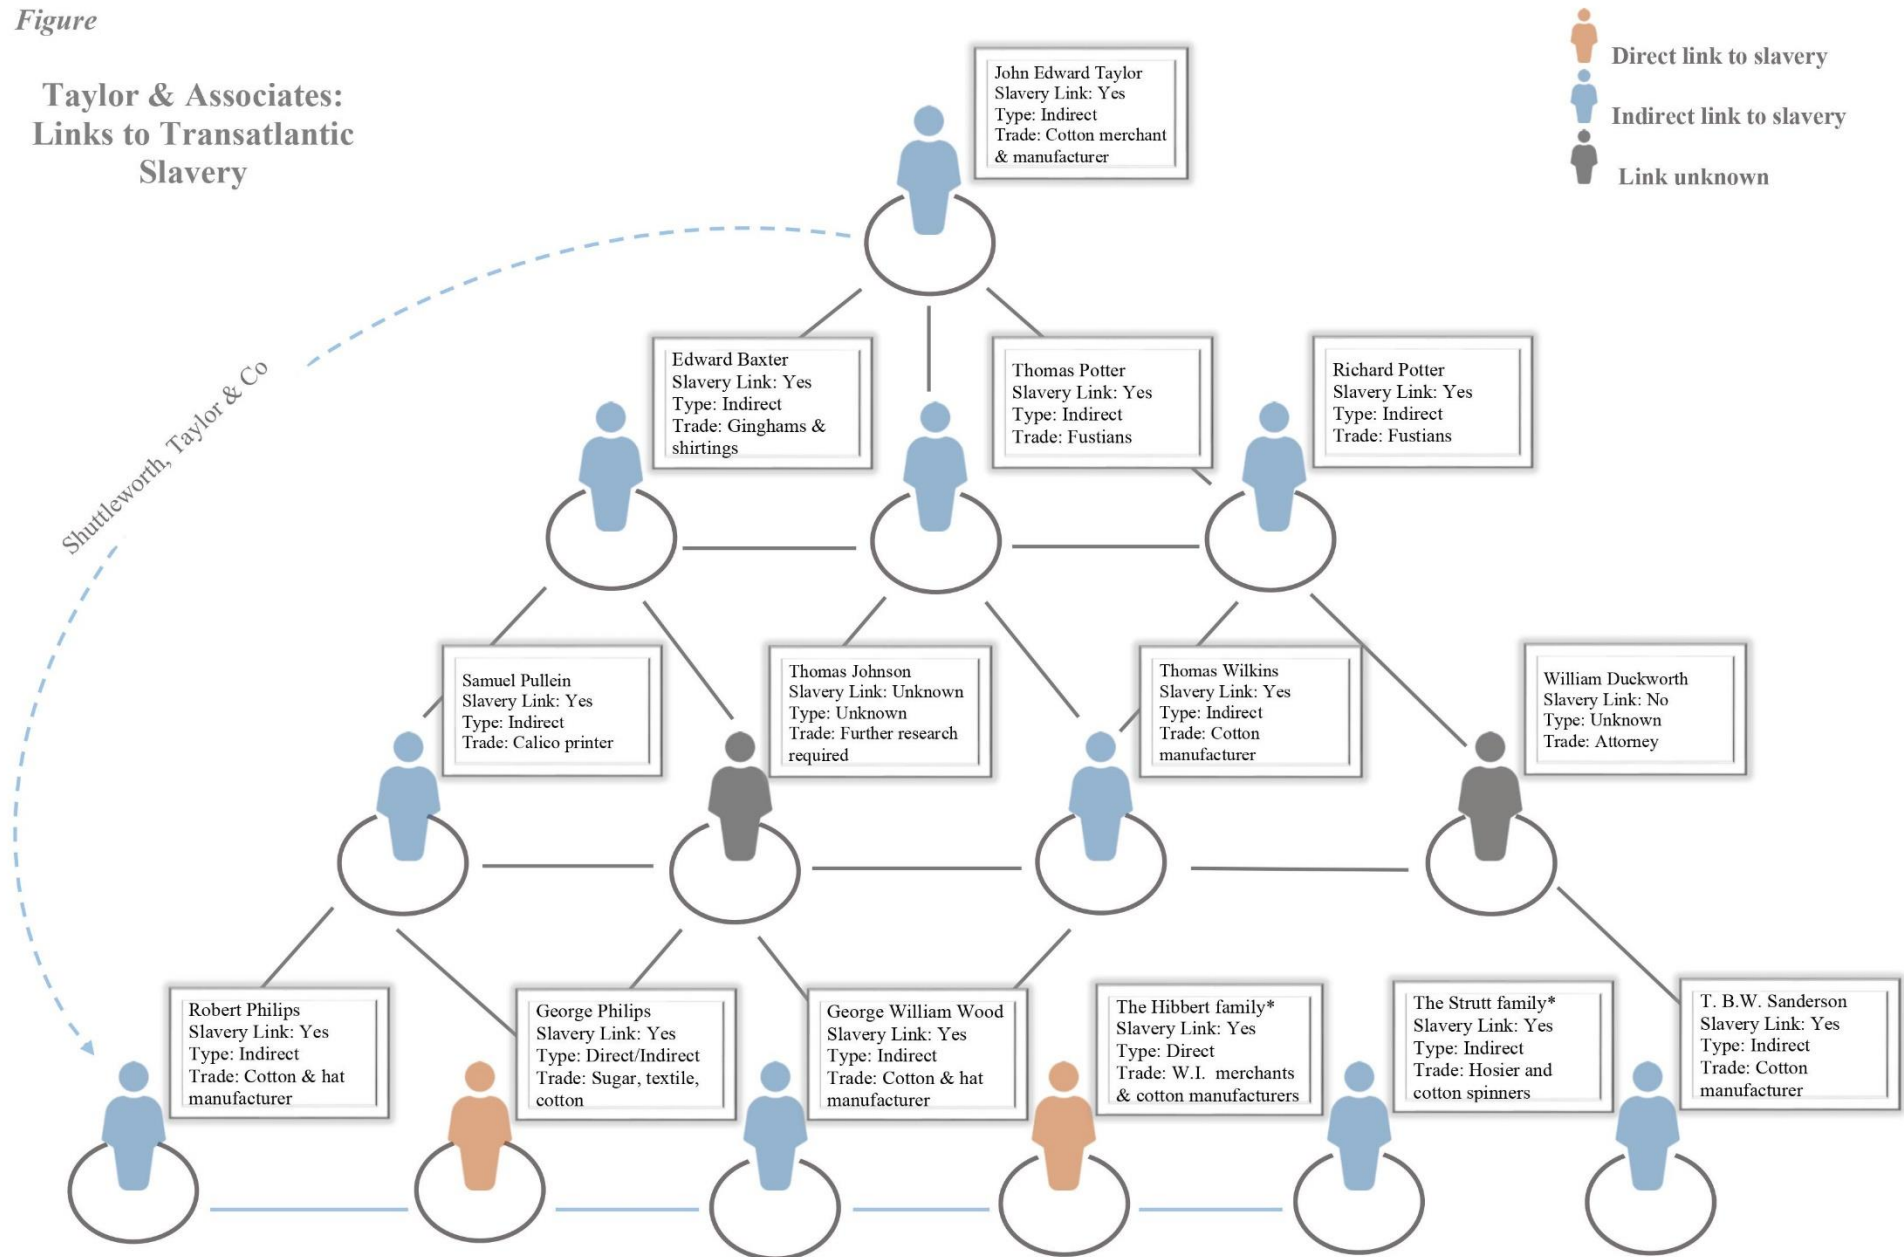 Figure
Taylor & Associates:
Links to Transatlantic
Slavery
Direct link to slavery
Indirect link to slavery
Link unknown
John Edward Taylor
Slavery Link: Yes
Type: Indirect
Trade: Cotton merchant
& manufacturer
Shuttleworth, Taylor & Co
Edward Baxter
Slavery Link: Yes
Type: Indirect
Trade: Ginghams &
shirtings
Thomas Potter
Slavery Link: Yes
Type: Indirect
Trade: Fustians
Richard Potter
Slavery Link: Yes
Type: Indirect
Trade: Fustians
Samuel Pullein
Slavery Link: Yes
Type: Indirect
Trade: Calico printer
Thomas Johnson
Slavery Link: Unknown
Type: Unknown
Trade: Further research
required
Thomas Wilkins
Slavery Link: Yes
Type: Indirect
Trade: Cotton
manufacturer
William Duckworth
Slavery Link: No
Type: Unknown
Trade: Attorney
Robert Philips
Slavery Link: Yes
Type: Indirect
Trade: Cotton & hat
manufacturer
George Philips
Slavery Link: Yes
Type: Direct/Indirect
Trade: Sugar, textile,
cotton
George William Wood
Slavery Link: Yes
Type: Indirect
Trade: Cotton & hat
manufacturer
The Hibbert family*
Slavery Link: Yes
Type: Direct
Trade: W.I. merchants
& cotton manufacturers
The Strutt family*
Slavery Link: Yes
Type: Indirect
Trade: Hosier and
cotton spinners
T. B.W. Sanderson
Slavery Link: Yes
Type: Indirect
Trade: Cotton
manufacturer